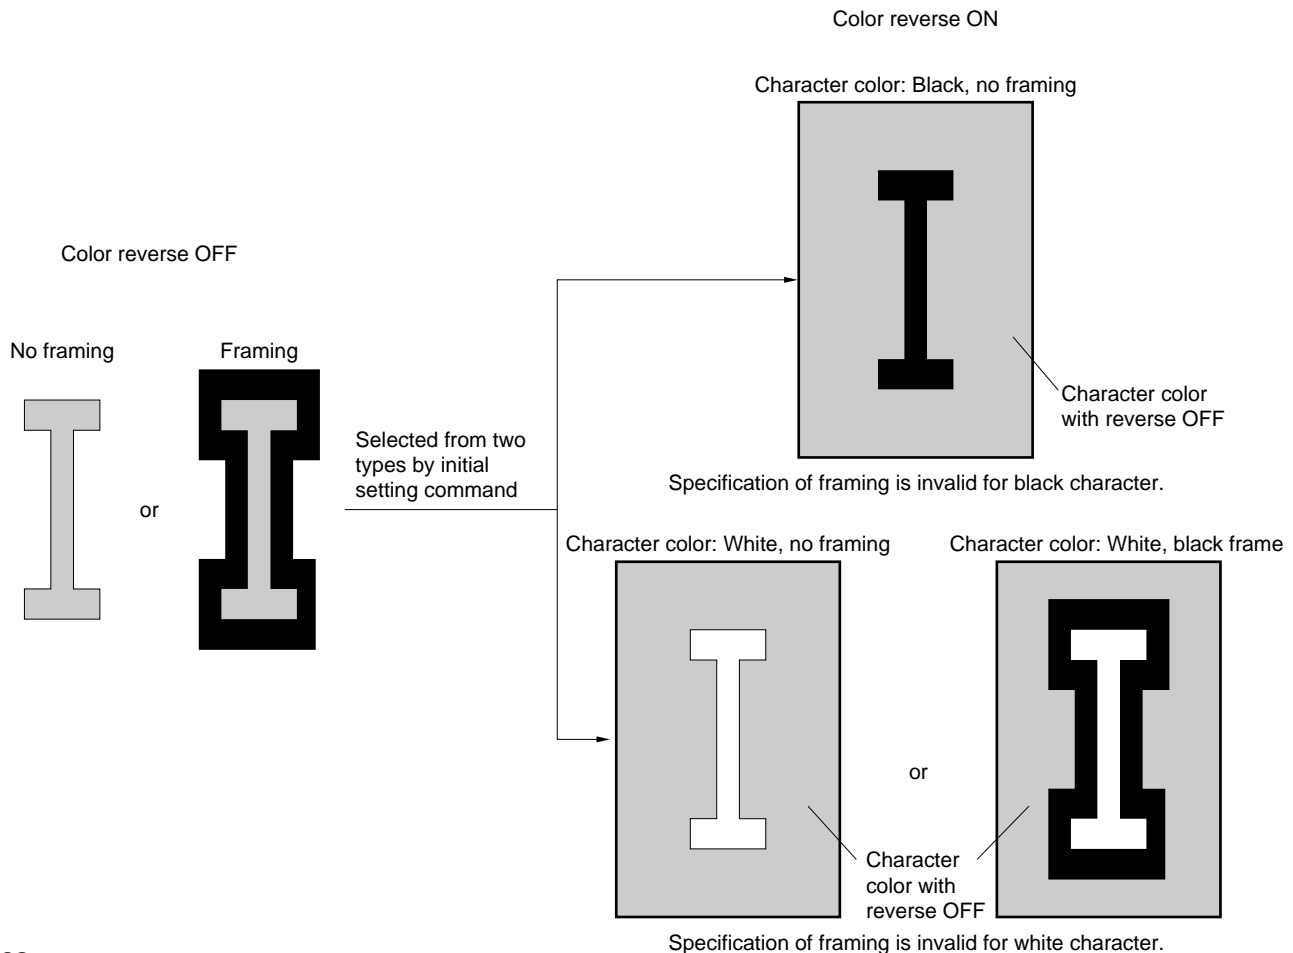 Color reverse ON
Character color: Black, no framing
Color reverse OFF
No framing
Framing
or
Selected from two
types by initial
setting command
Character color
with reverse OFF
Specification of framing is invalid for black character.
Character color: White, no framing
Character color: White, black frame
or
Character
color with
reverse OFF
Specification of framing is invalid for white character.